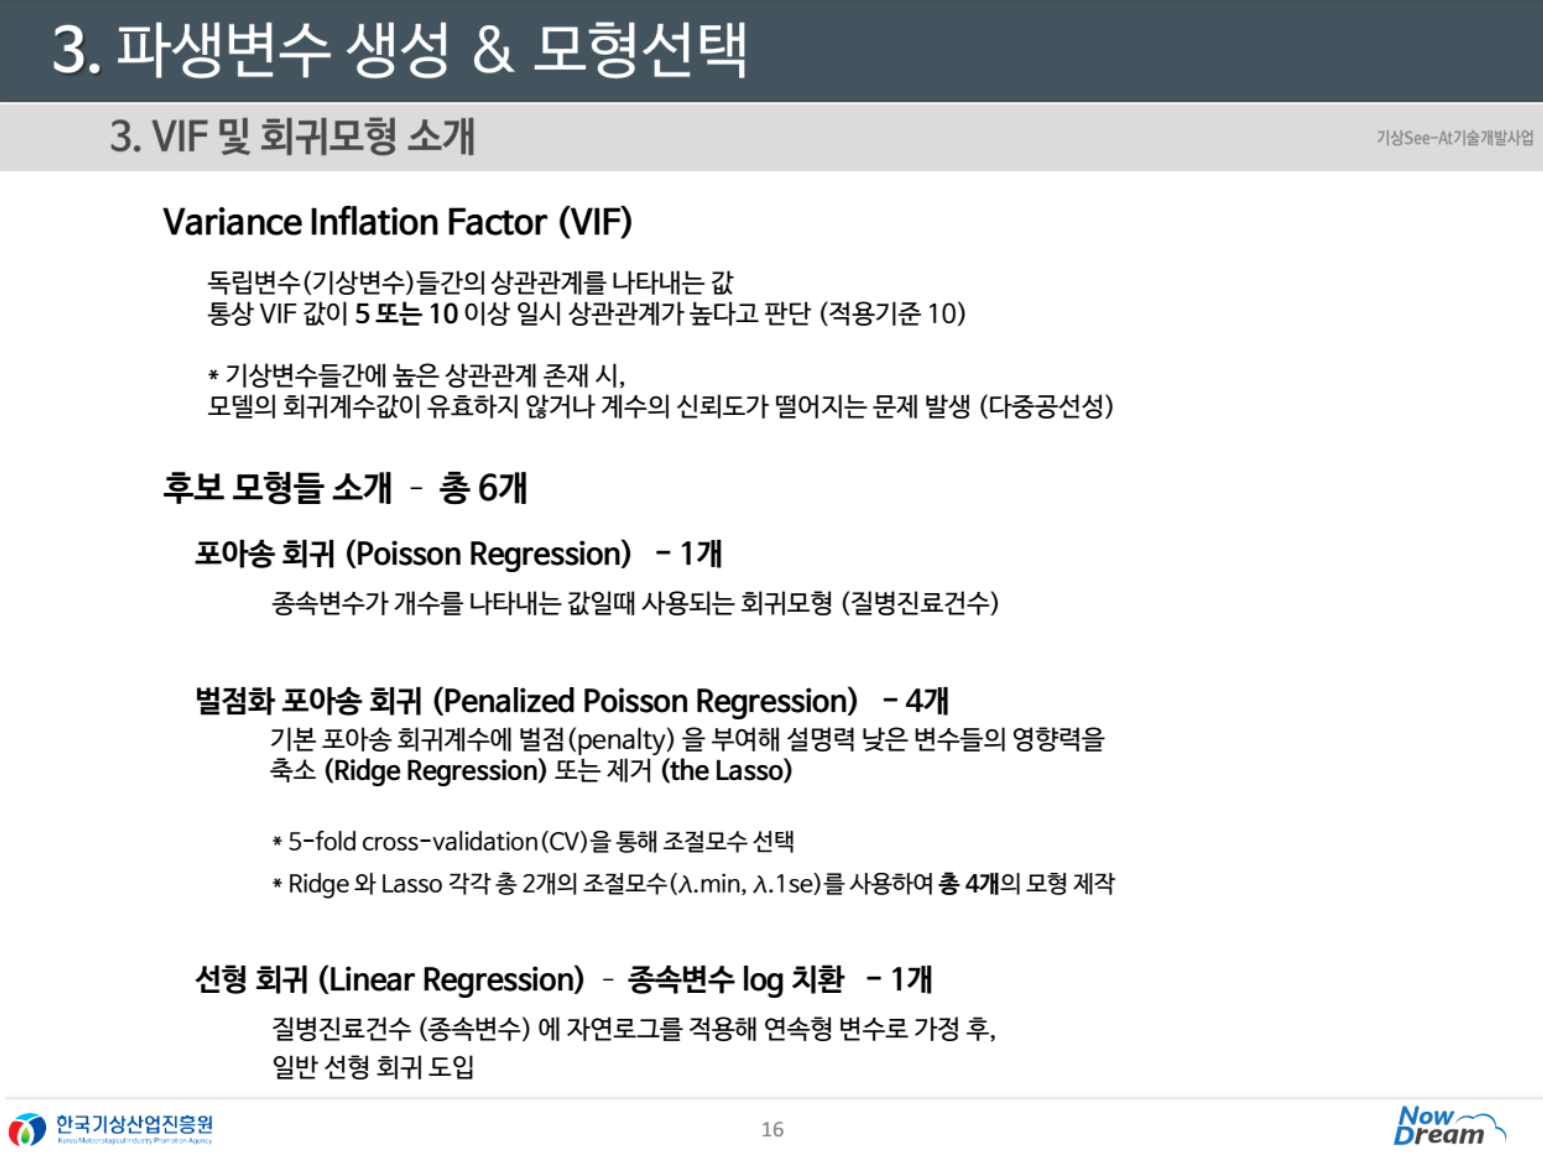 3. 파생변수 생성 & 모형선택
3. VIF 및 회귀모형 소개
기상See-At기술개발사업
Variance Inflation Factor (VIF)
독립변수(기상변수)들간의 상관관계를 나타내는 값
통상 VIF 값이 5 또는 10 이상 일시 상관관계가 높다고 판단 (적용기준 10)
* 기상변수들간에 높은 상관관계 존재 시,
모델의 회귀계수값이 유효하지 않거나 계수의 신뢰도가 떨어지는 문제 발생 (다중공선성)
후보 모형들 소개 - 총 6개
포아송 회귀 (Poisson Regression) - 1개
종속변수가 개수를 나타내는 값일때 사용되는 회귀모형 (질병진료건수)
벌점화 포아송 회귀 (Penalized Poisson Regression) - 4개
기본 포아송 회귀계수에 벌점(penalty) 을 부여해 설명력 낮은 변수들의 영향력을
축소 (Ridge Regression) 또는 제거 (the Lasso)
* 5-fold cross-validation(CV)을 통해 조절모수 선택
* Ridge 와 Lasso 각각 총 2개의 조절모수(λ.min, λ.1se)를 사용하여 총 4개의 모형 제작
선형 회귀 (Linear Regression) - 종속변수 log 치환 - 1개
질병진료건수 (종속변수) 에 자연로그를 적용해 연속형 변수로 가정 후,
일반 선형 회귀 도입
한국기상산업진흥원
Korea Meteorological Industry Promotion Agency
16
Now
Dream